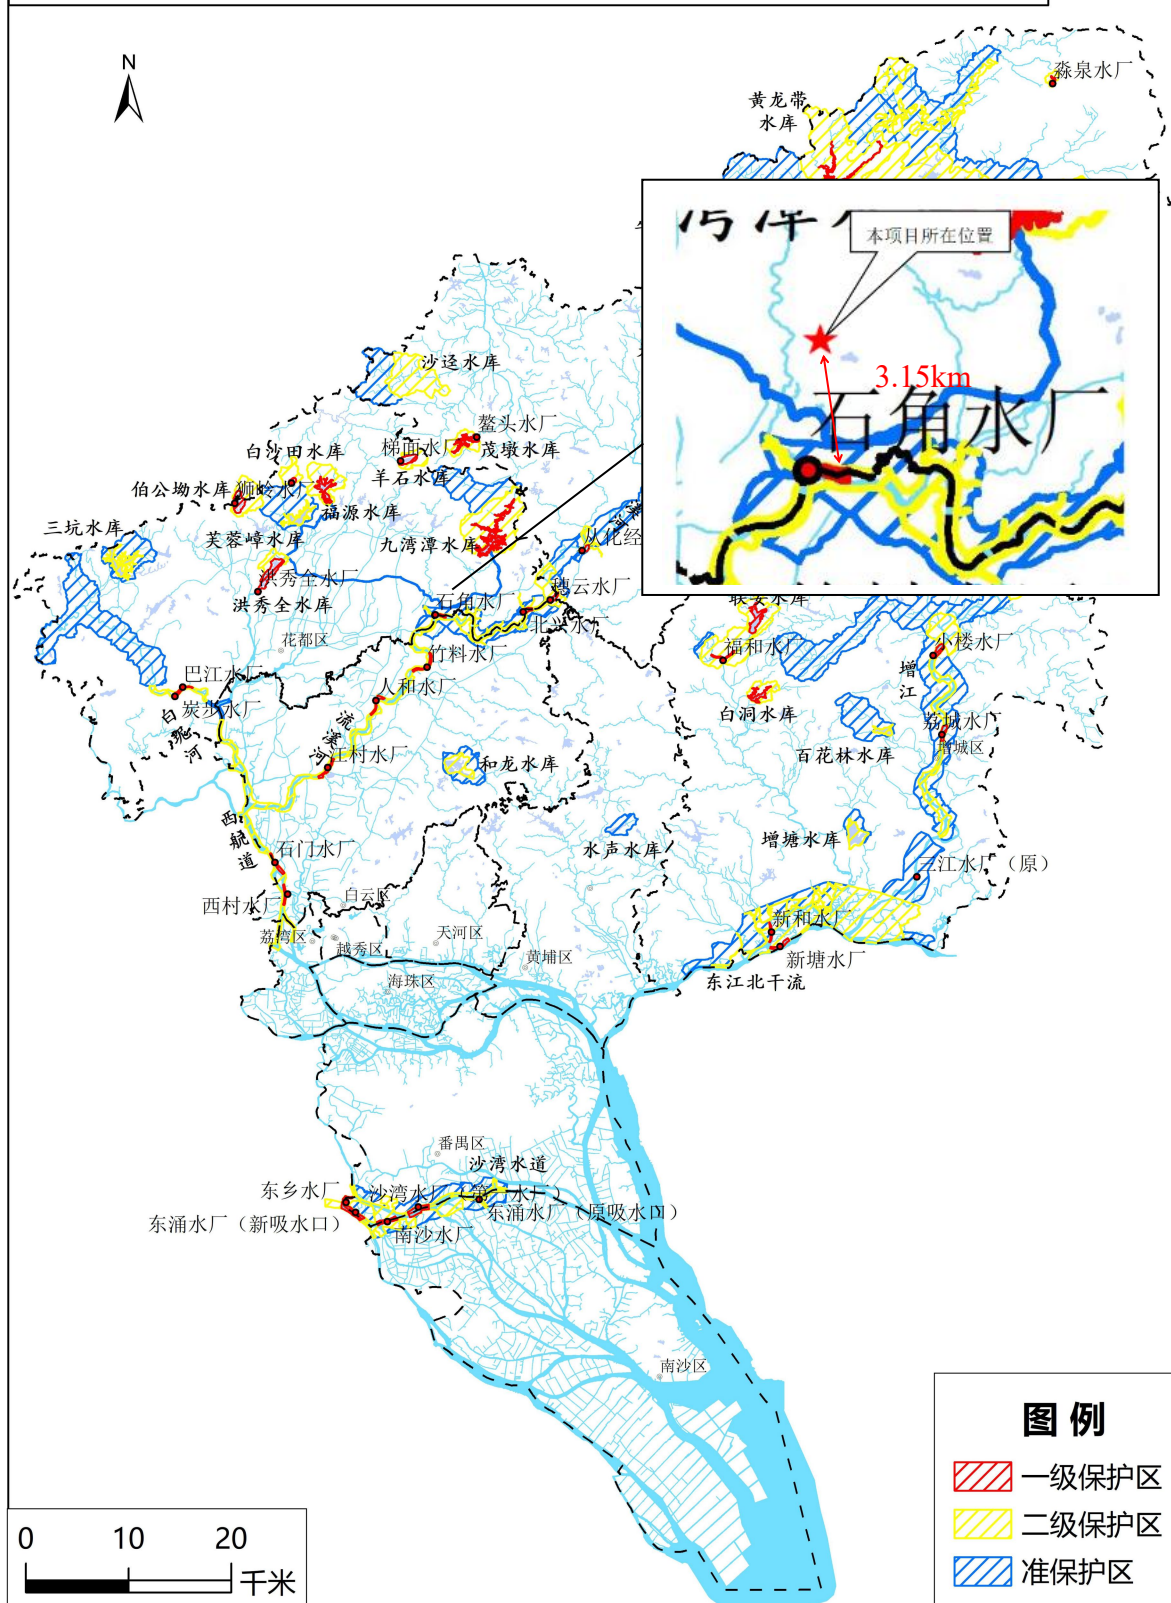 N
淼泉水厂
黄龙带
水库
本项目所在位置
3.15km
石角水厂
沙迳水库
鳌头水厂
梯面水厂
茂墩水库
羊石水库
白沙田水库
伯公坳水库
狮岭水厂
福源水库
芙蓉嶂水库
九湾潭水库
三坑水库
洪秀全水厂
洪秀全水库
从化经
穗云水厂
石角水厂
北兴水厂
花都区
竹料水厂
巴江水厂
炭步水厂
白坭河
人和水厂
流溪河
江村水厂
和龙水库
福和水厂
小楼水厂
增江
白洞水库
荔城水厂
增城区
百花林水库
西航道
石门水厂
水声水库
增塘水库
三江水厂（原）
西村水厂
白云区
荔湾区
越秀区
天河区
黄埔区
海珠区
新和水厂
新塘水厂
东江北干流
番禺区
沙湾水道
东乡水厂
东涌水厂（新吸水口）
东涌水厂（原吸水口）
南沙水厂
南沙区
图 例
一级保护区
二级保护区
准保护区
0 10 20
千米